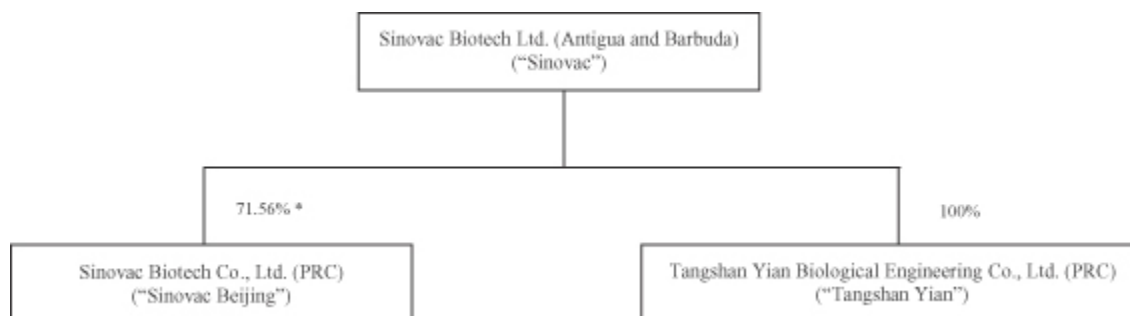 Sinovac Biotech Ltd. (Antigua and Barbuda)
(“Sinovac”)
71.56% *
100%
Sinovac Biotech Co., Ltd. (PRC)
(“Sinovac Beijing”)
Tangshan Yian Biological Engineering Co., Ltd. (PRC)
(“Tangshan Yian”)